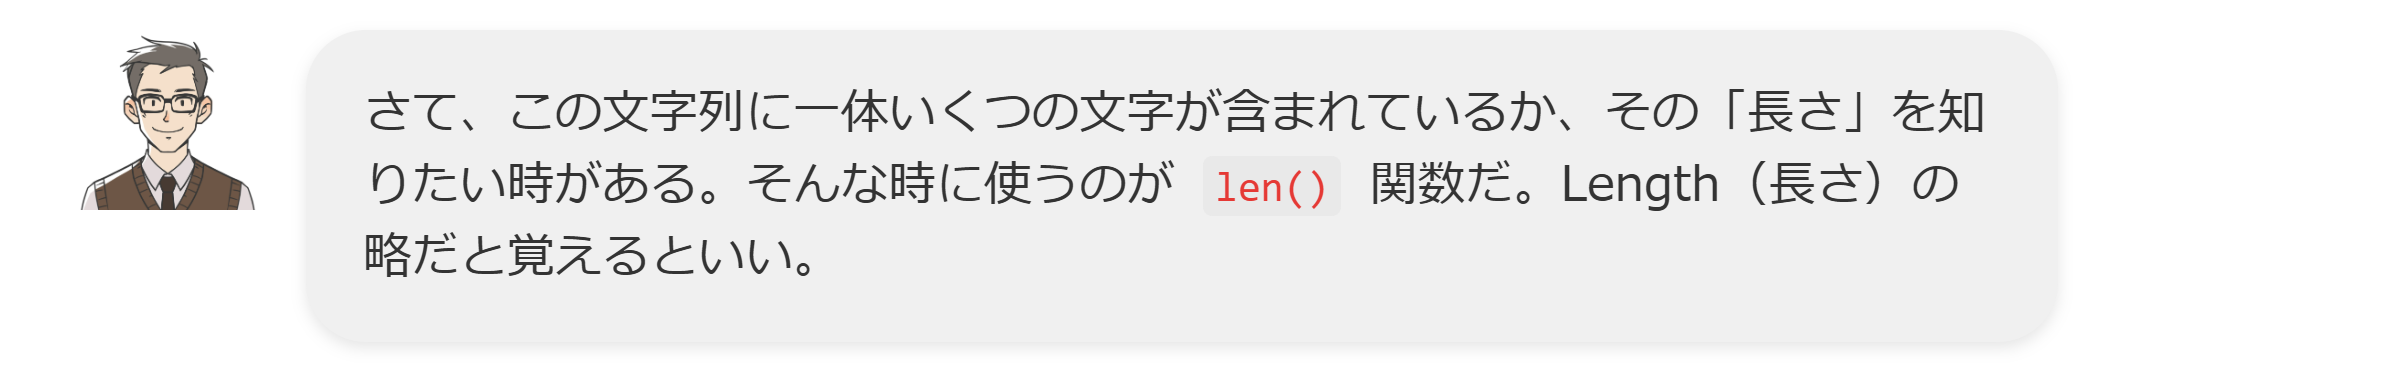 さて、この文字列に一体いくつの文字が含まれているか、その「長さ」を知
りたい時がある。そんな時に使うのが len() 関数だ。Length（長さ）の
略だと覚えるといい。